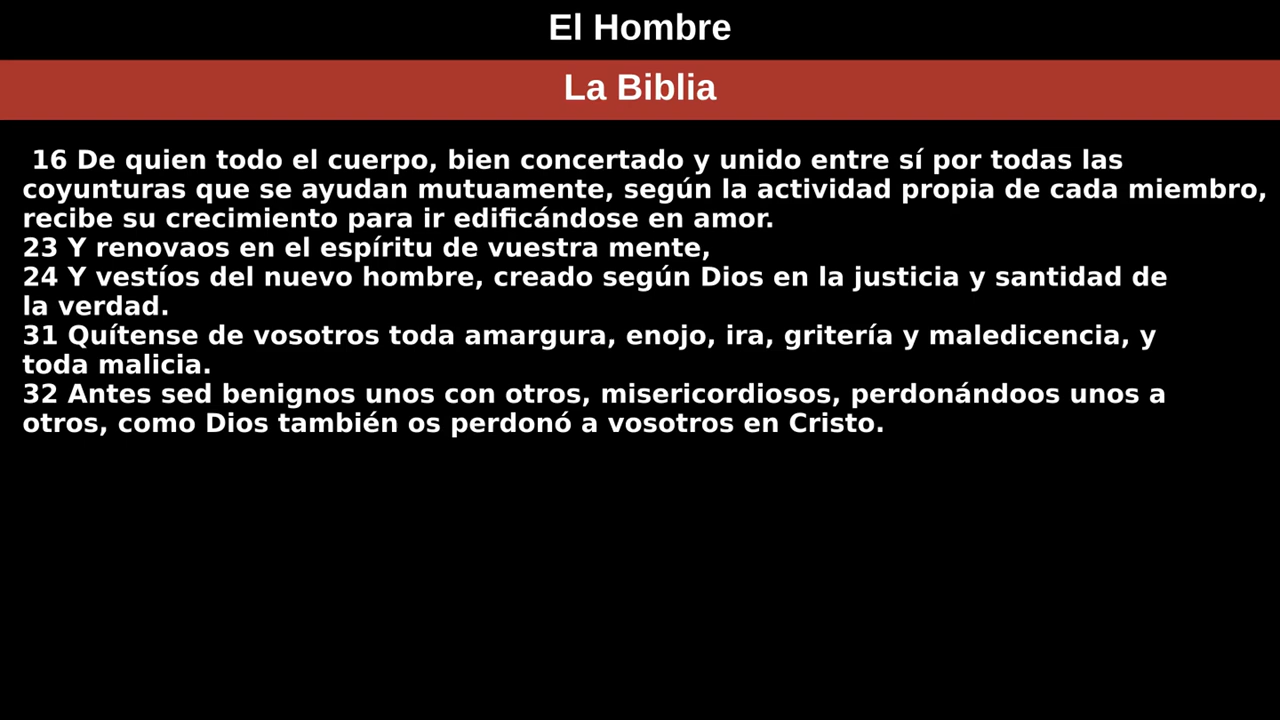 El Hombre
La Biblia
16 De quien todo el cuerpo, bien concertado y unido entre sí por todas las
coyunturas que se ayudan mutuamente, según la actividad propia de cada miembro,
recibe su crecimiento para ir edificándose en amor.
23 Y renovaos en el espíritu de vuestra mente,
24 Y vestíos del nuevo hombre, creado según Dios en la justicia y santidad de
la verdad.
31 Quítense de vosotros toda amargura, enojo, ira, gritería y maledicencia, y
toda malicia.
32 Antes sed benignos unos con otros, misericordiosos, perdonándoos unos a
otros, como Dios también os perdonó a vosotros en Cristo.